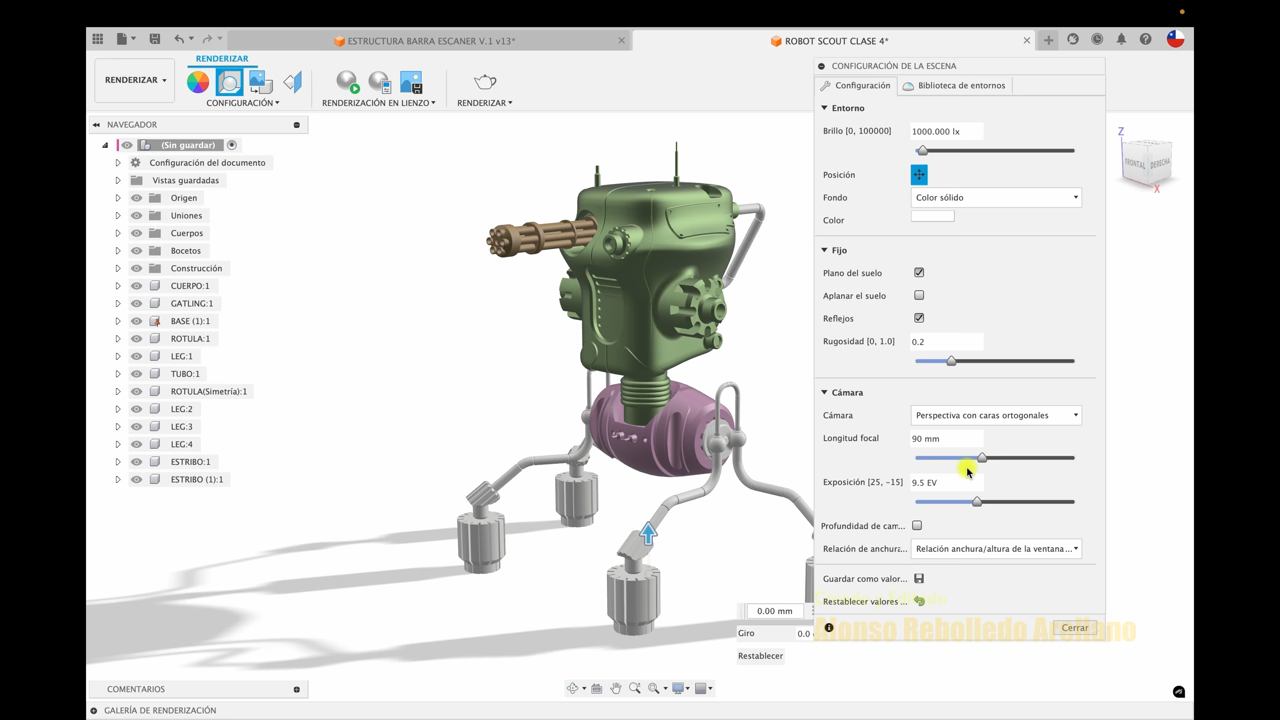 ESTRUCTURA BARRA ESCANER V.1 v13*
ROBOT SCOUT CLASE 4*
RENDERIZAR
RENDERIZAR
CONFIGURACIÓN
RENDERIZACIÓN EN LIENZO
RENDERIZAR
NAVEGADOR
(Sin guardar)
Configuración del documento
Vistas guardadas
Origen
Uniones
Cuerpos
Bocetos
Construcción
CUERPO:1
GATLING:1
BASE (1):1
ROTULA:1
LEG:1
TUBO:1
ROTULA(Simetría):1
LEG:2
LEG:3
LEG:4
ESTRIBO:1
ESTRIBO (1):1
CONFIGURACIÓN DE LA ESCENA
Configuración
Biblioteca de entornos
Entorno
Brillo [0, 100000] 1000.000 lx
Posición
Fondo Color sólido
Color
Fijo
Plano del suelo
Aplanar el suelo
Reflejos
Rugosidad [0, 1.0] 0.2
Cámara
Cámara Perspectiva con caras ortogonales
Longitud focal 90 mm
Exposición [25, -15] 9.5 EV
Profundidad de cam...
Relación de anchura... Relación anchura/altura de la ventana ...
Guardar como valor...
Restablecer valores ...
Alonso Rebolledo Arellano
Cerrar
Z
FRONTAL
DERECHA
X
0.00 mm
Giro 0.0
Restablecer
COMENTARIOS
GALERÍA DE RENDERIZACIÓN